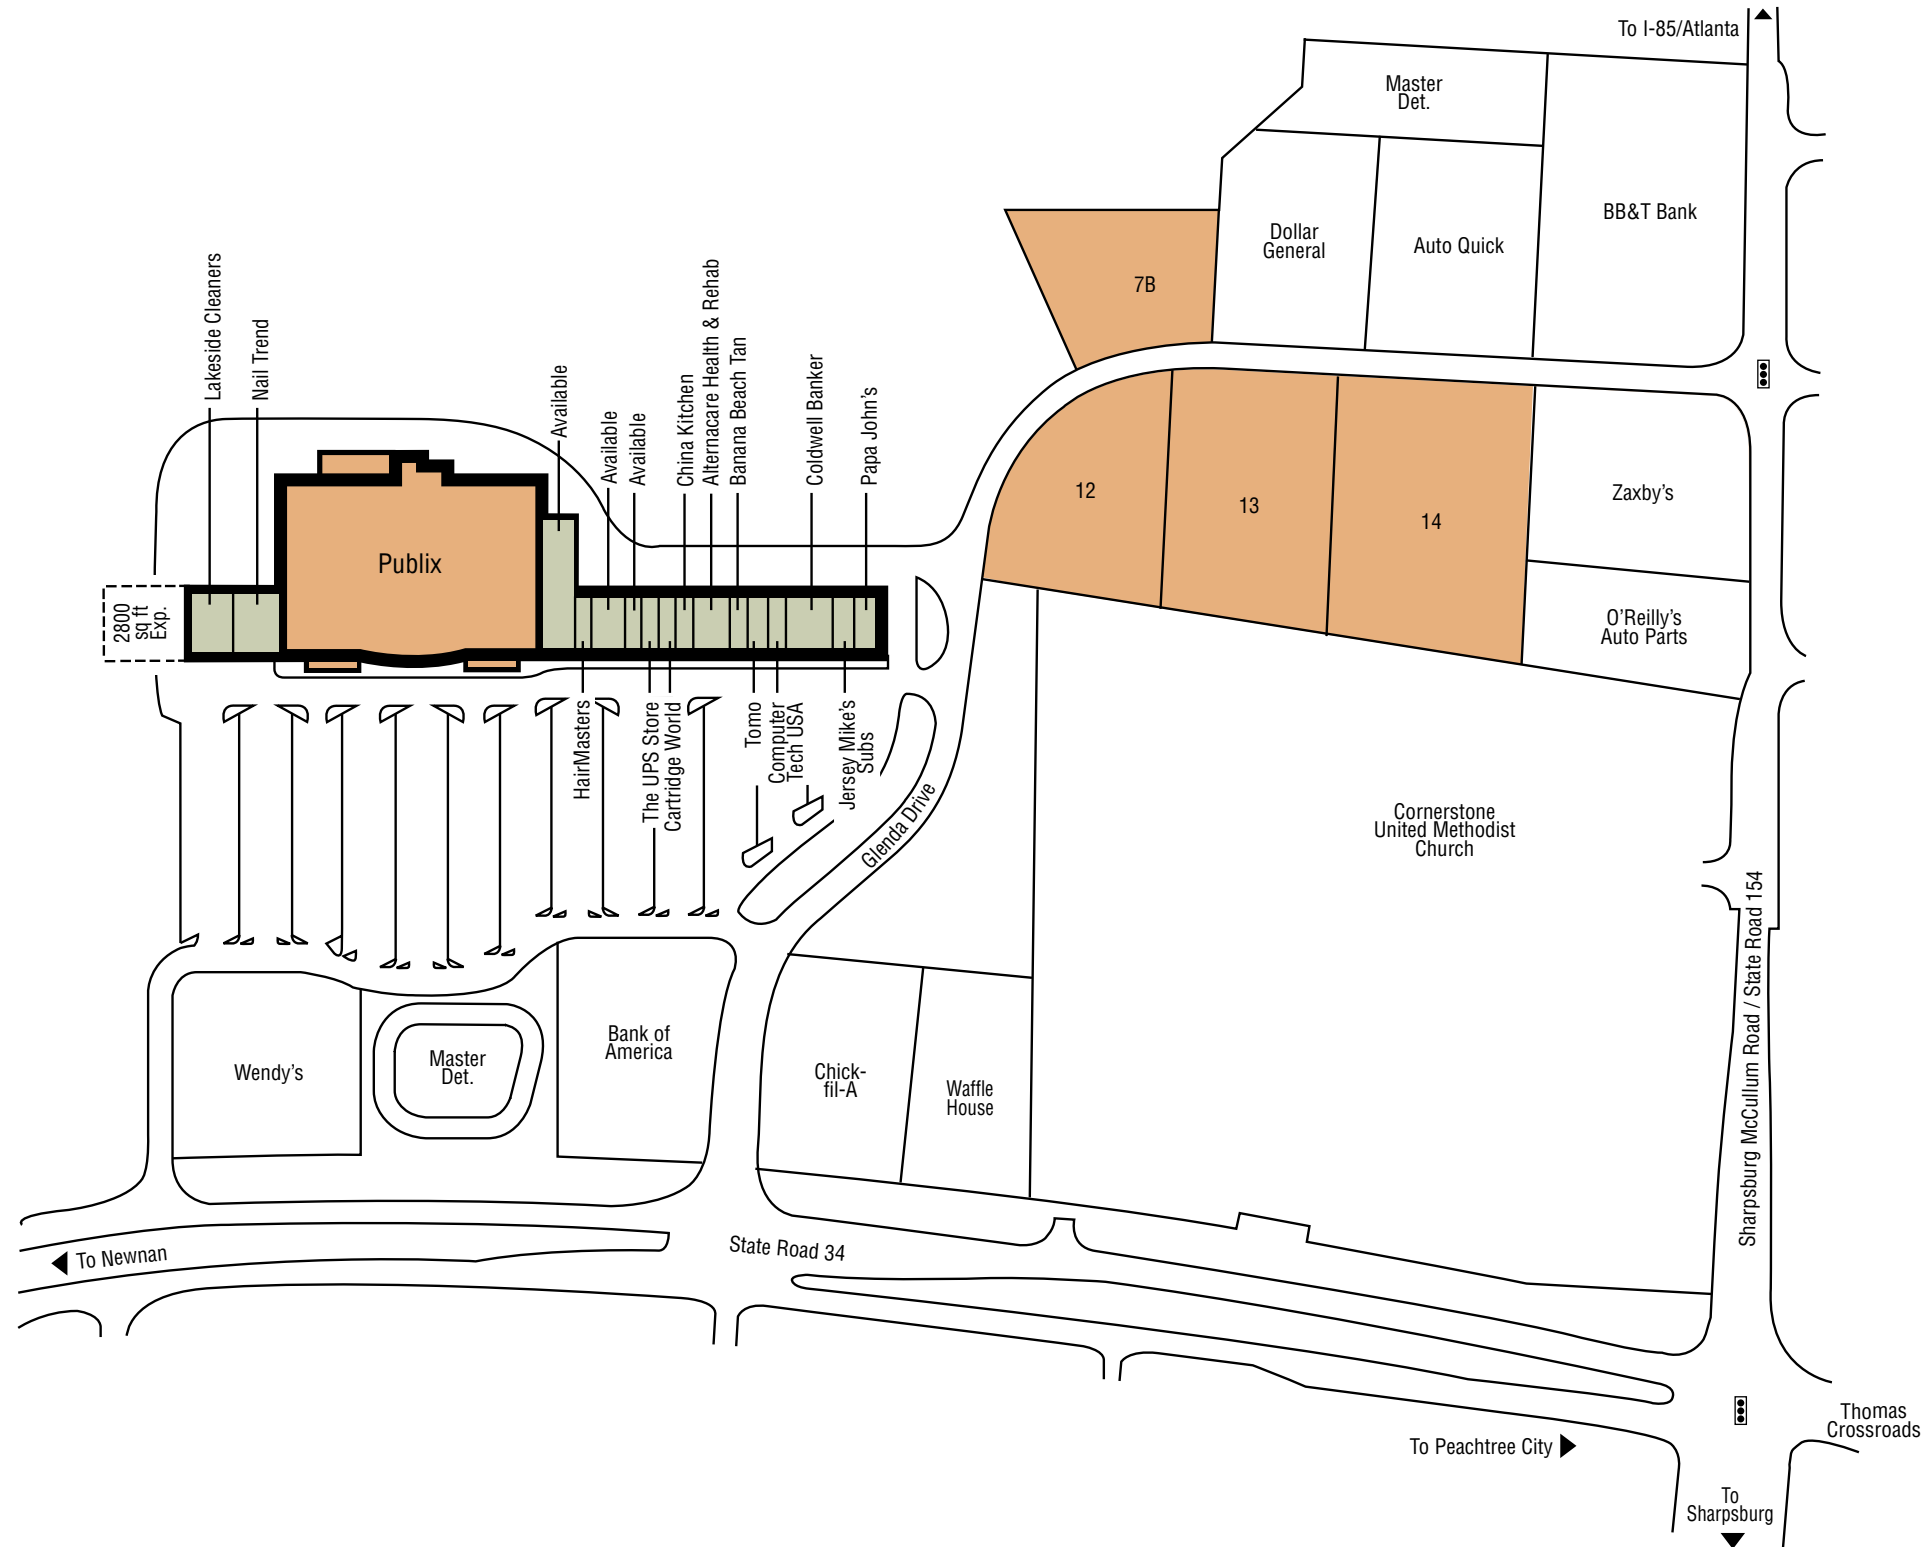 To I-85/Atlanta
Master
Det.
BB&T Bank
Dollar
General
Auto Quick
7B
Lakeside Cleaners
Nail Trend
Available
Available
Available
China Kitchen
Alternacare Health & Rehab
Banana Beach Tan
Coldwell Banker
Papa John's
12
13
14
Zaxby's
Publix
2800
sq ft
Exp.
O'Reilly's
Auto Parts
HairMasters
The UPS Store
Cartridge World
Tomo
Computer
Tech USA
Jersey Mike's
Subs
Glenda Drive
Cornerstone
United Methodist
Church
Sharpsburg McCullum Road / State Road 154
Wendy's
Master
Det.
Bank of
America
Chick-
fil-A
Waffle
House
To Newnan
State Road 34
To Peachtree City
Thomas
Crossroads
To
Sharpsburg